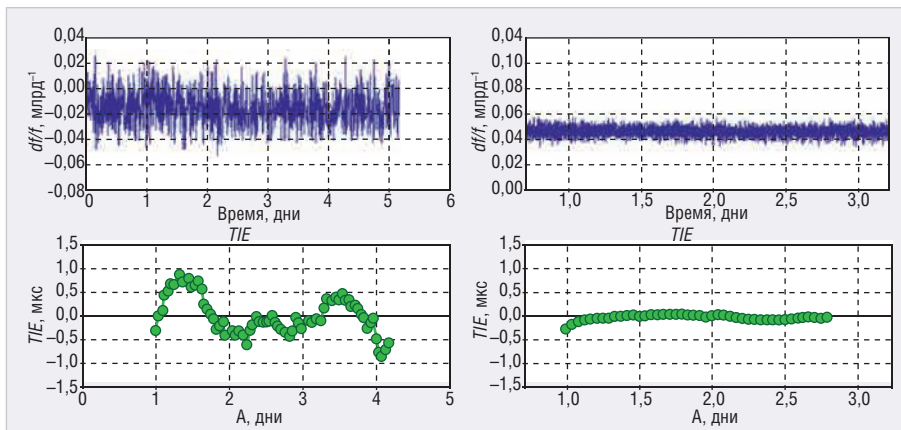 df/f, млрд–1
0,04
0,02
0,00
–0,02
–0,04
–0,06
-0,08
0 1 2 3 4 5 6
Время, дни
df/f, млрд–1
0,04
0,10
0,08
0,06
0,04
0,02
0,00
1,0 1,5 2,0 2,5 3,0
Время, дни
TIE
TIE, мкс
1,5
1,0
0,5
0,0
–0,5
–1,0
–1,5
0 1 2 3 4 5
А, дни
TIE
TIE, мкс
1,5
1,0
0,5
0,0
–0,5
–1,0
–1,5
1,0 1,5 2,0 2,5 3,0
А, дни